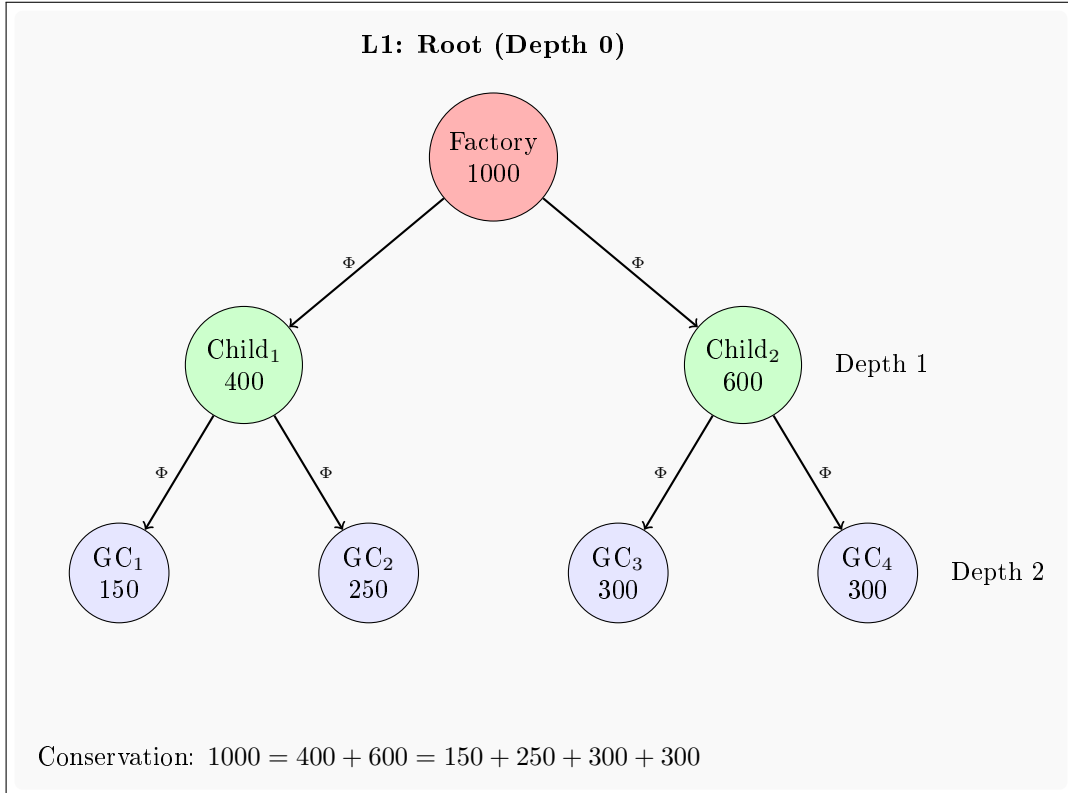 L1: Root (Depth 0)
Factory
1000
Φ
Φ
Child₁
400
Child₂
600
Depth 1
Φ
Φ
Φ
Φ
GC₁
150
GC₂
250
GC₃
300
GC₄
300
Depth 2
Conservation: 1000 = 400 + 600 = 150 + 250 + 300 + 300